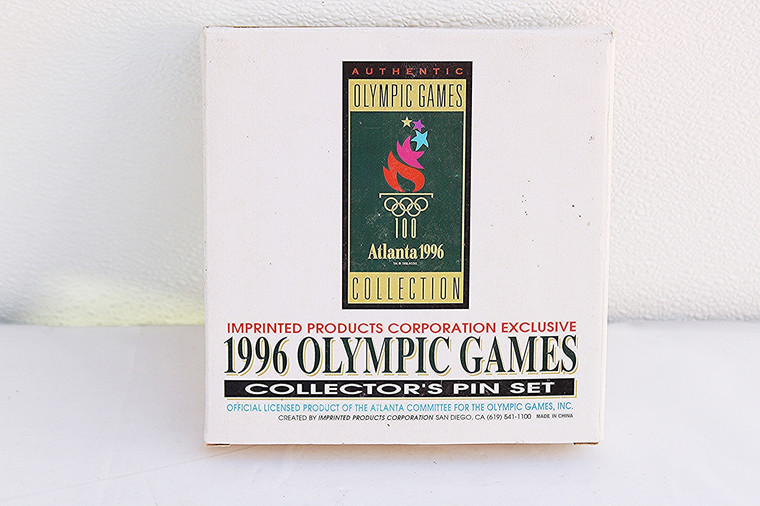 AUTHENTIC
OLYMPIC GAMES
100
Atlanta 1996
COLLECTION
IMPRINTED PRODUCTS CORPORATION EXCLUSIVE
1996 OLYMPIC GAMES
COLLECTOR'S PIN SET
OFFICIAL LICENSED PRODUCT OF THE ATLANTA COMMITTEE FOR THE OLYMPIC GAMES, INC.
CREATED BY IMPRINTED PRODUCTS CORPORATION SAN DIEGO, CA (619) 541-1100 MADE IN CHINA